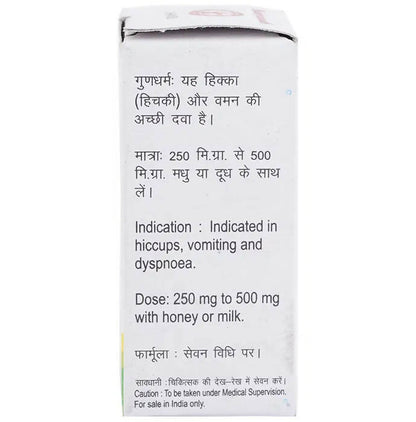 गुणधर्मः यह हिक्का
(हिचकी) और वमन की
अच्छी दवा है।
मात्राः 250 मि.ग्रा. से 500
मि.ग्रा. मधु या दूध के साथ
लें।
Indication : Indicated in
hiccups, vomiting and
dyspnoea.
Dose: 250 mg to 500 mg
with honey or milk.
फार्मूला : सेवन विधि पर।
सावधानी :चिकित्सक की देख-रेख में सेवन करें।
Caution : To be taken under Medical Supervision.
For sale in India only.